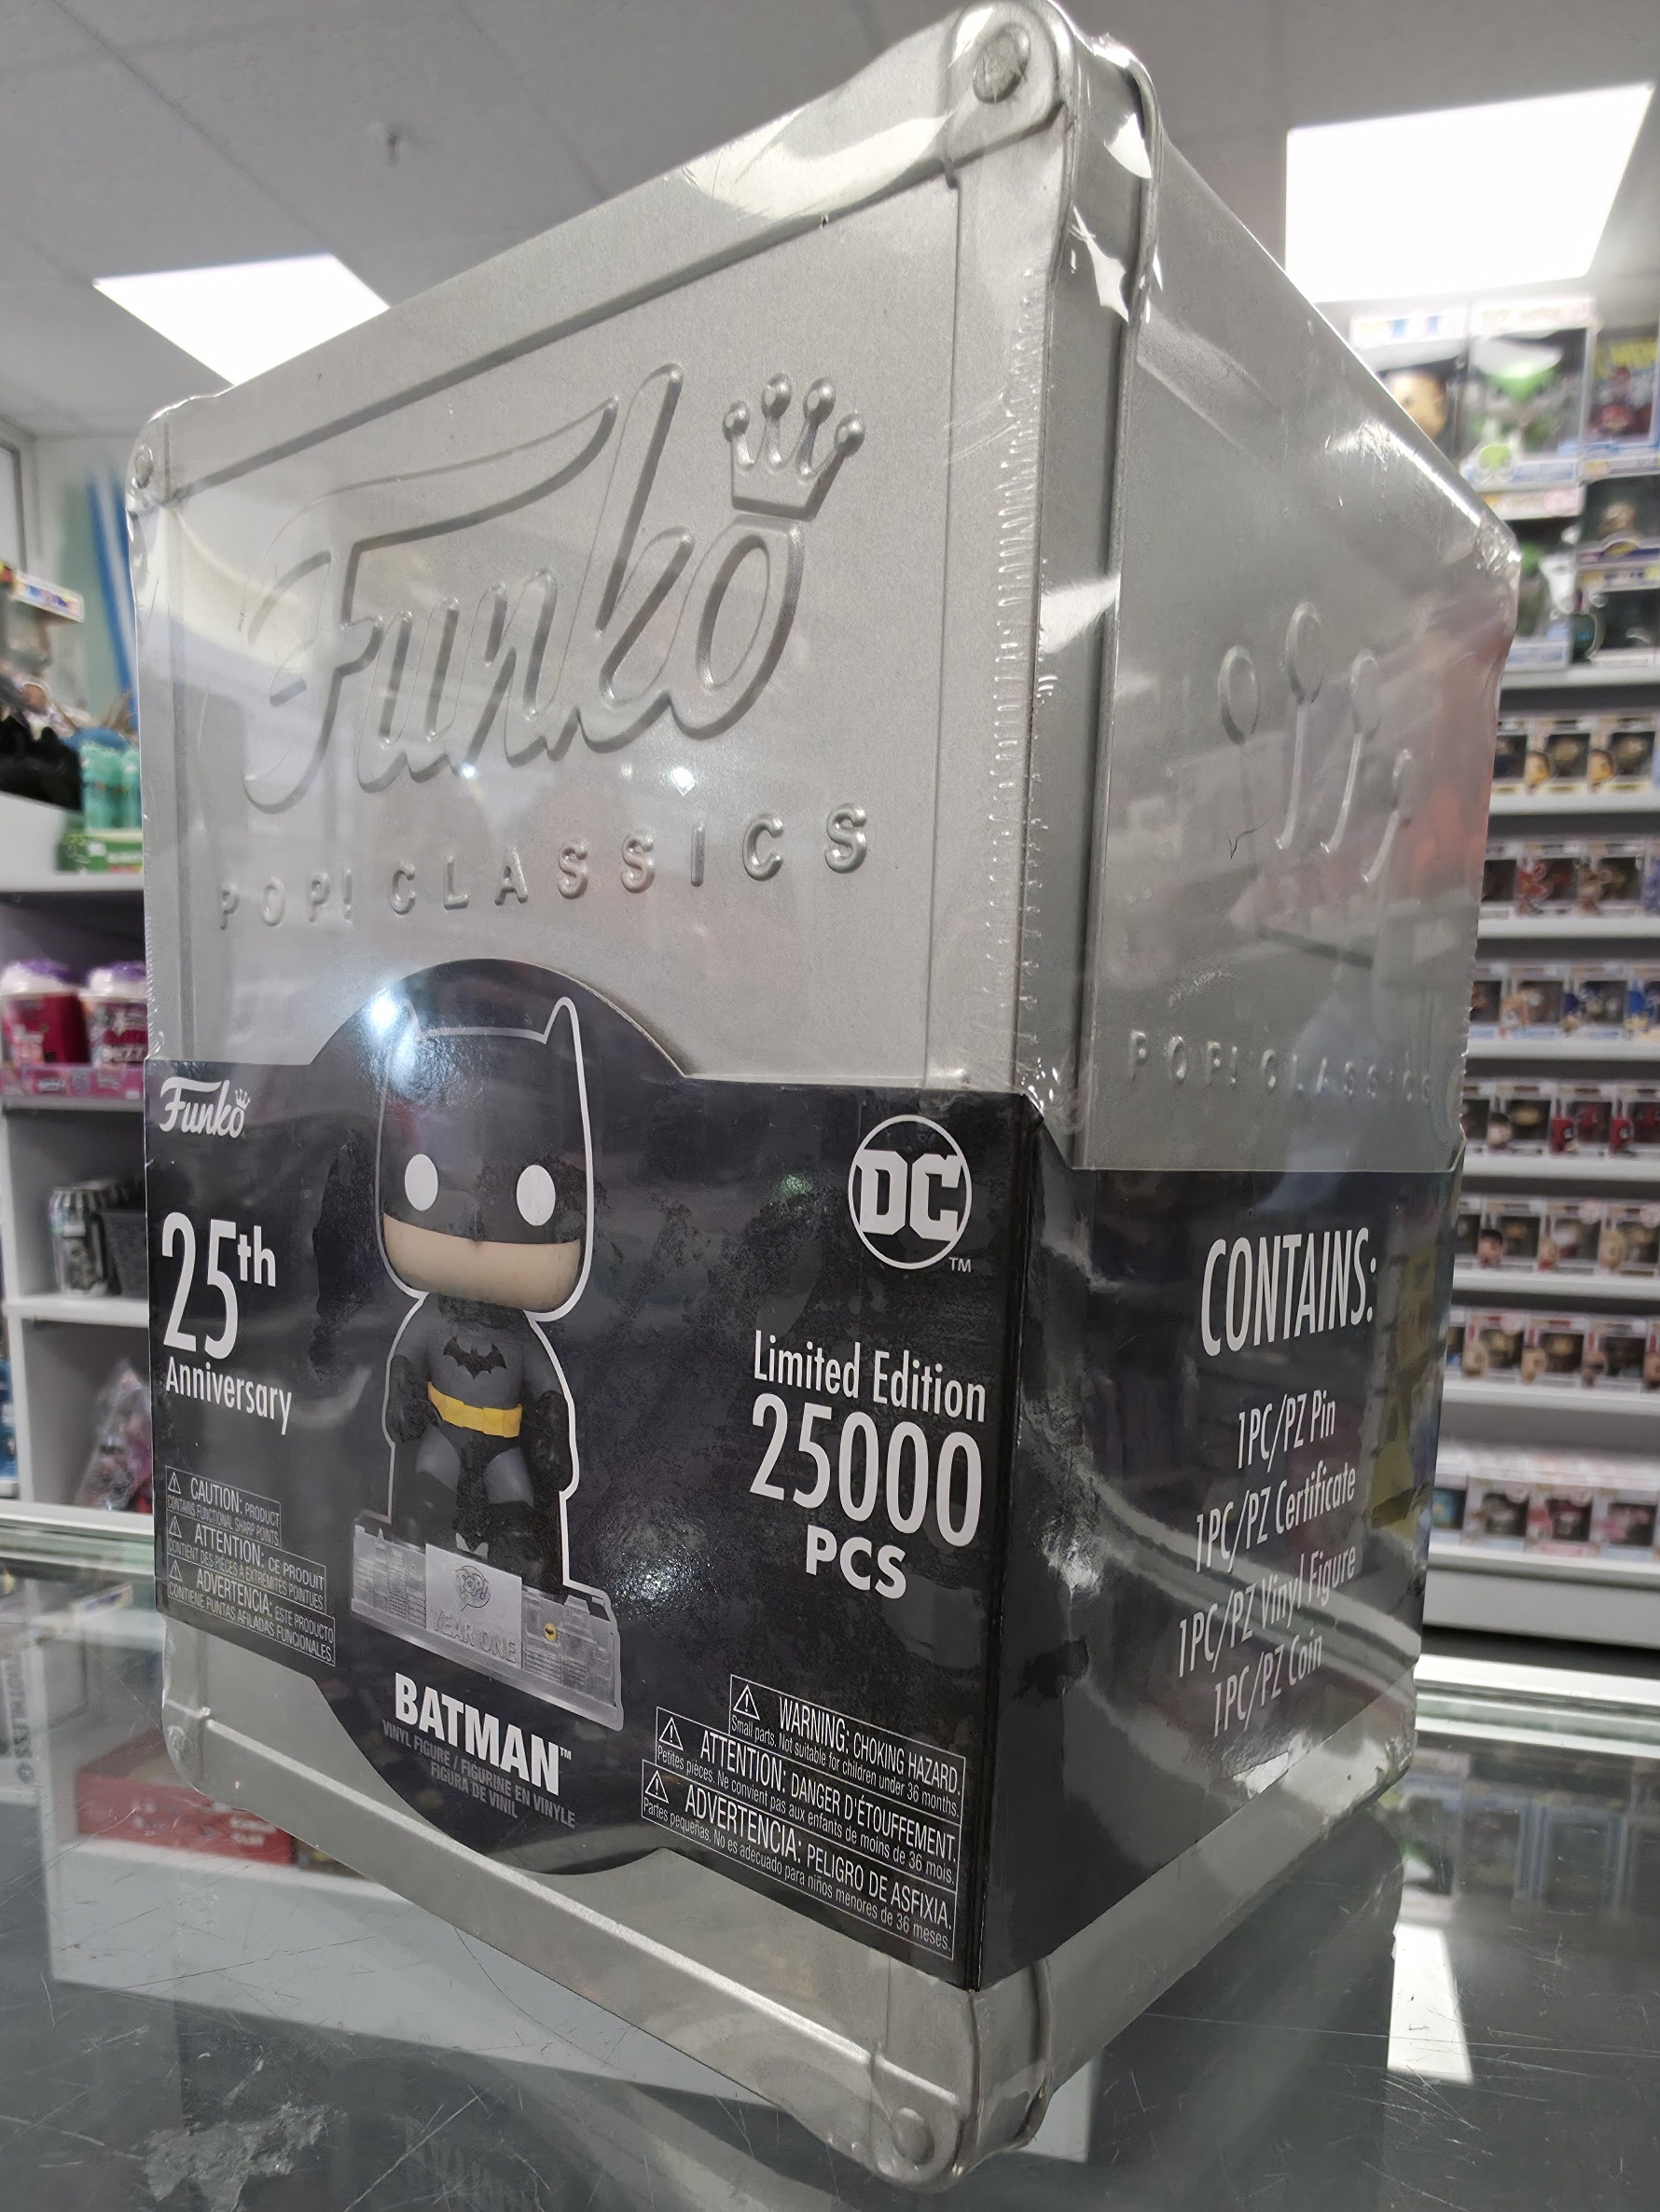 Funko
POP! CLASSICS
POP! CLASSICS
Funko
25th
Anniversary
DC
TM
Limited Edition
25000
PCS
⚠ CAUTION: PRODUCT
CONTAINS FUNCTIONAL SHARP POINTS.
⚠ ATTENTION: CE PRODUIT
CONTIENT DES PIÈCES À EXTRÉMITÉS POINTUES.
⚠ ADVERTENCIA: ESTE PRODUCTO
CONTIENE PUNTAS AFILADAS FUNCIONALES.
POP!
YEAR ONE
BATMAN™
VINYL FIGURE / FIGURINE EN VINYLE
FIGURA DE VINIL
⚠ WARNING: CHOKING HAZARD.
Small parts. Not suitable for children under 36 months.
⚠ ATTENTION: DANGER D'ÉTOUFFEMENT.
Petites pièces. Ne convient pas aux enfants de moins de 36 mois.
⚠ ADVERTENCIA: PELIGRO DE ASFIXIA.
Partes pequeñas. No es adecuado para niños menores de 36 meses.
CONTAINS:
1PC/PZ Pin
1PC/PZ Certificate
1PC/PZ Vinyl Figure
1PC/PZ Coin